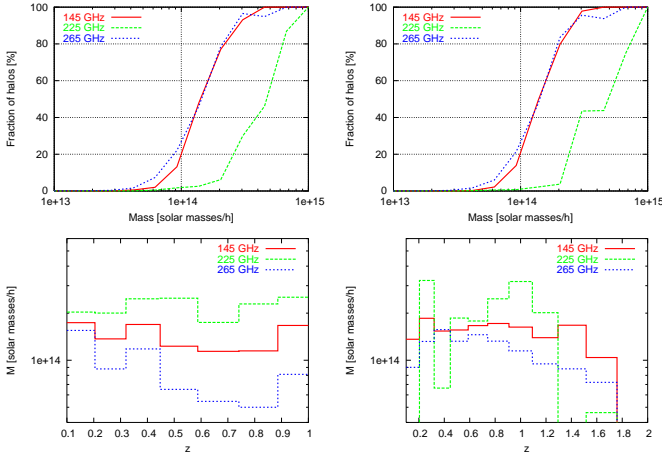 145 GHz
225 GHz
265 GHz
Fraction of halos [%]
100
80
60
40
20
0
1e+13
1e+14
1e+15
Mass [solar masses/h]
145 GHz
225 GHz
265 GHz
Fraction of halos [%]
100
80
60
40
20
0
1e+13
1e+14
1e+15
Mass [solar masses/h]
145 GHz
225 GHz
265 GHz
M [solar masses/h]
1e+14
0.1 0.2 0.3 0.4 0.5 0.6 0.7 0.8 0.9 1
z
145 GHz
225 GHz
265 GHz
M [solar masses/h]
1e+14
0.2 0.4 0.6 0.8 1 1.2 1.4 1.6 1.8 2
z